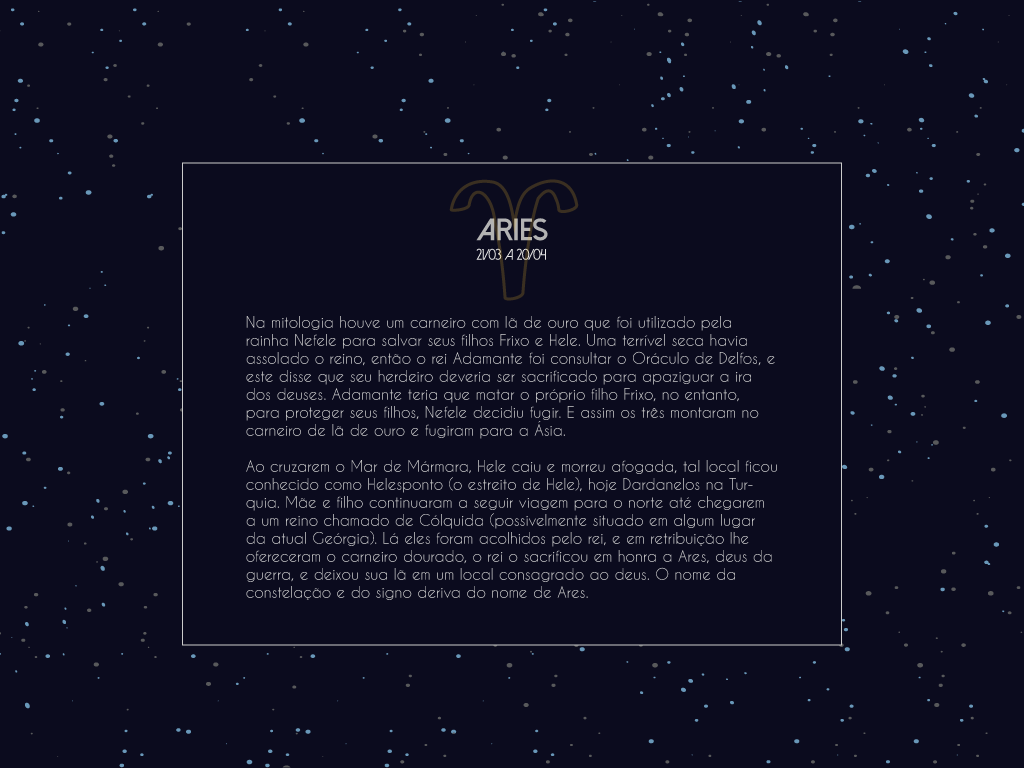 ARIES
21/03 A 20/04
Na mitologia houve um carneiro com lã de ouro que foi utilizado pela
rainha Nefele para salvar seus filhos Frixo e Hele. Uma terrível seca havia
assolado o reino, então o rei Adamante foi consultar o Oráculo de Delfos, e
este disse que seu herdeiro deveria ser sacrificado para apaziguar a ira
dos deuses. Adamante teria que matar o próprio filho Frixo, no entanto,
para proteger seus filhos, Nefele decidiu fugir. E assim os três montaram no
carneiro de lã de ouro e fugiram para a Ásia.
Ao cruzarem o Mar de Mármara, Hele caiu e morreu afogada, tal local ficou
conhecido como Helesponto (o estreito de Hele), hoje Dardanelos na Tur-
quia. Mãe e filho continuaram a seguir viagem para o norte até chegarem
a um reino chamado de Cólquida (possivelmente situado em algum lugar
da atual Geórgia). Lá eles foram acolhidos pelo rei, e em retribuição lhe
ofereceram o carneiro dourado, o rei o sacrificou em honra a Ares, deus da
guerra, e deixou sua lã em um local consagrado ao deus. O nome da
constelação e do signo deriva do nome de Ares.